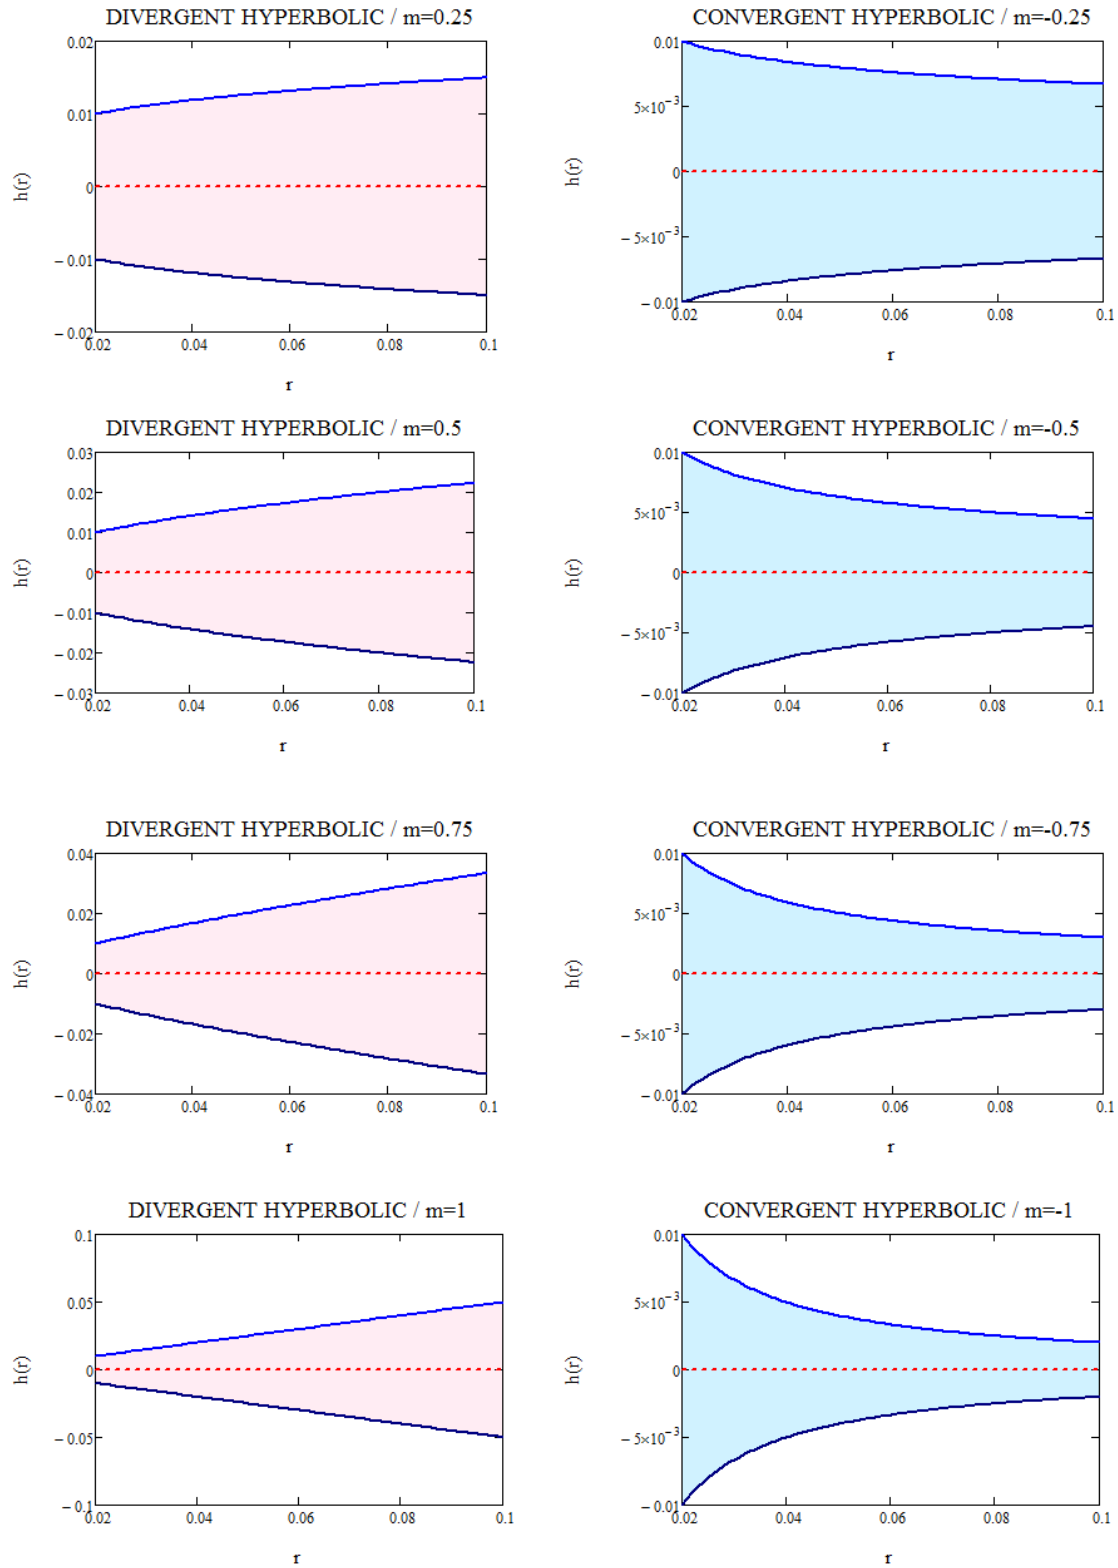 DIVERGENT HYPERBOLIC / m=0.25
0.02
0.01
0
− 0.01
− 0.02
h(r)
0.02 0.04 0.06 0.08 0.1
r
CONVERGENT HYPERBOLIC / m=-0.25
0.01
5×10⁻³
0
− 5×10⁻³
− 0.01
h(r)
0.02 0.04 0.06 0.08 0.1
r
DIVERGENT HYPERBOLIC / m=0.5
0.03
0.02
0.01
0
− 0.01
− 0.02
− 0.03
h(r)
0.02 0.04 0.06 0.08 0.1
r
CONVERGENT HYPERBOLIC / m=-0.5
0.01
5×10⁻³
0
− 5×10⁻³
− 0.01
h(r)
0.02 0.04 0.06 0.08 0.1
r
DIVERGENT HYPERBOLIC / m=0.75
0.04
0.02
0
− 0.02
− 0.04
h(r)
0.02 0.04 0.06 0.08 0.1
r
CONVERGENT HYPERBOLIC / m=-0.75
0.01
5×10⁻³
0
− 5×10⁻³
− 0.01
h(r)
0.02 0.04 0.06 0.08 0.1
r
DIVERGENT HYPERBOLIC / m=1
0.1
0.05
0
− 0.05
− 0.1
h(r)
0.02 0.04 0.06 0.08 0.1
r
CONVERGENT HYPERBOLIC / m=-1
0.01
5×10⁻³
0
− 5×10⁻³
− 0.01
h(r)
0.02 0.04 0.06 0.08 0.1
r